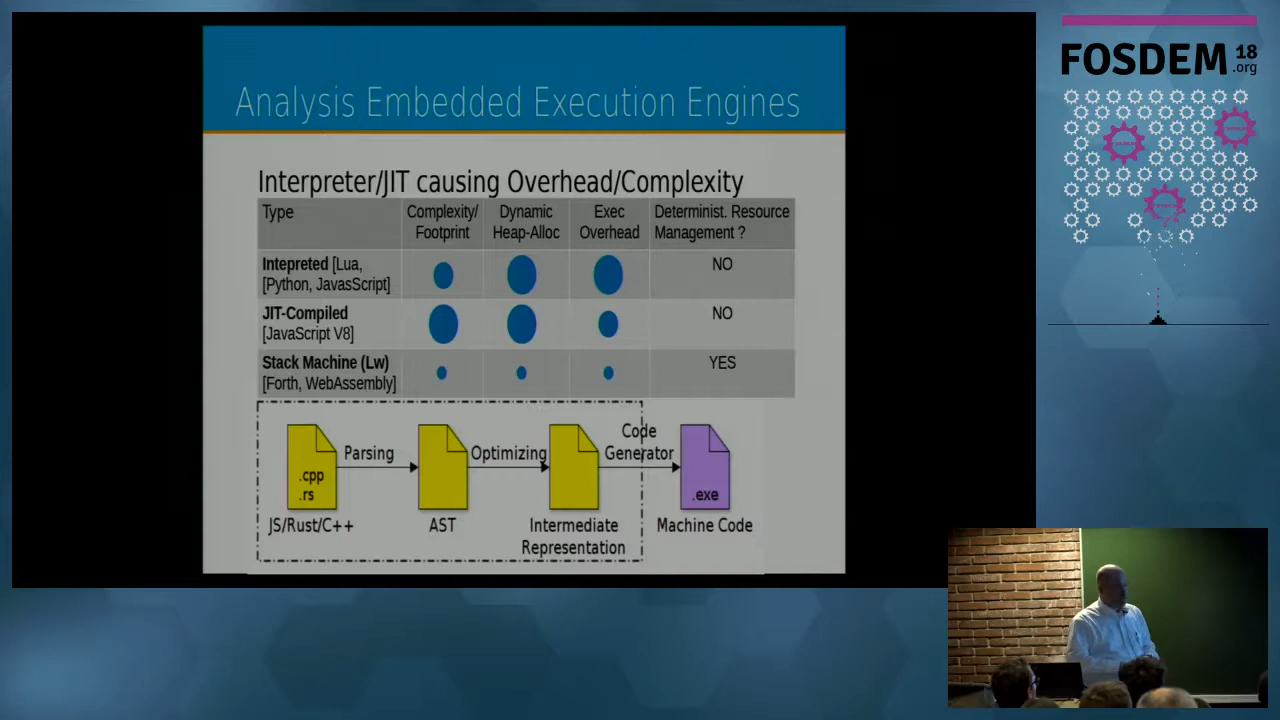 Analysis Embedded Execution Engines
Interpreter/JIT causing Overhead/Complexity
Type
Complexity/
Footprint
Dynamic
Heap-Alloc
Exec
Overhead
Determinist. Resource
Management ?
Intepreted [Lua,
[Python, JavasScript]
NO
JIT-Compiled
[JavaScript V8]
NO
Stack Machine (Lw)
[Forth, WebAssembly]
YES
.cpp
.rs
Parsing
Optimizing
Code
Generator
.exe
JS/Rust/C++
AST
Intermediate
Representation
Machine Code
FOSDEM 18
.org